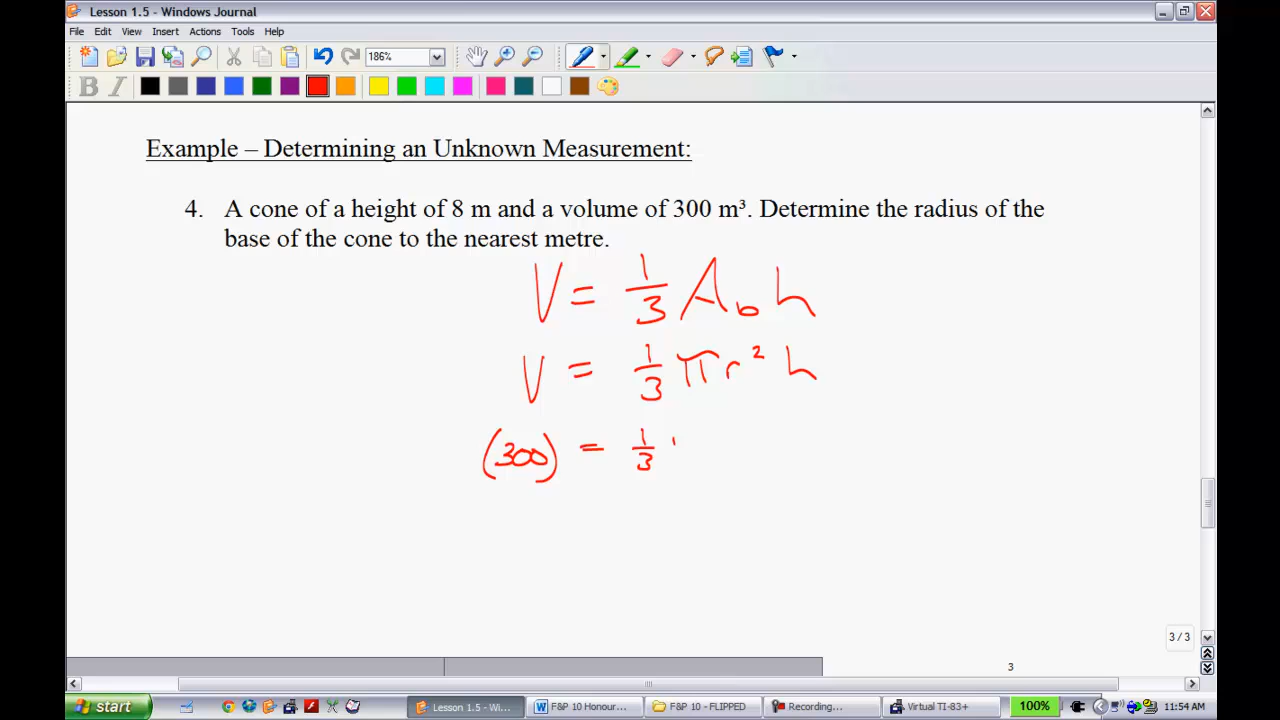 Lesson 1.5 - Windows Journal
File Edit View Insert Actions Tools Help
186%
B I
Example – Determining an Unknown Measurement:
4. A cone of a height of 8 m and a volume of 300 m³. Determine the radius of the
base of the cone to the nearest metre.
V = 1/3 A_b h
V = 1/3 πr² h
(300) = 1/3
3/3
3
start
Lesson 1.5 - Windo...
F&P 10 Honour...
F&P 10 - FLIPPED
Recording...
Virtual TI-83+
100%
11:54 AM